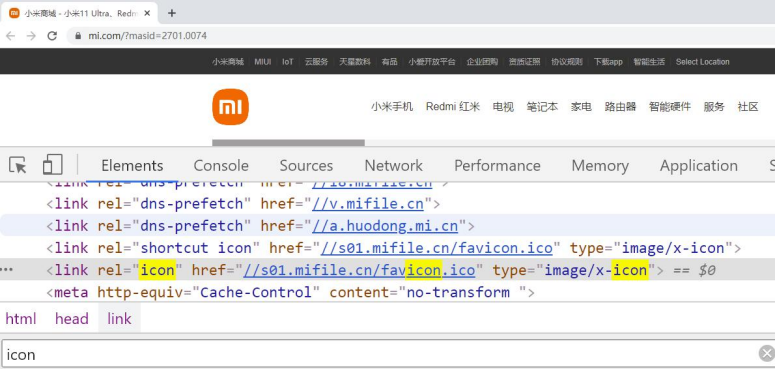 小米商城 - 小米11 Ultra、Redm
mi.com/?masid=2701.0074
小米商城 MIUI IoT 云服务 天星数科 有品 小爱开放平台 企业团购 资质证照 协议规则 下载app 智能生活 Select Location
小米手机 Redmi 红米 电视 笔记本 家电 路由器 智能硬件 服务 社区
Elements Console Sources Network Performance Memory Application S
<link rel="dns-prefetch" href="//i8.mifile.cn">
<link rel="dns-prefetch" href="//v.mifile.cn">
<link rel="dns-prefetch" href="//a.huodong.mi.cn">
<link rel="shortcut icon" href="//s01.mifile.cn/favicon.ico" type="image/x-icon">
<link rel="icon" href="//s01.mifile.cn/favicon.ico" type="image/x-icon"> == $0
<meta http-equiv="Cache-Control" content="no-transform ">
html head link
icon